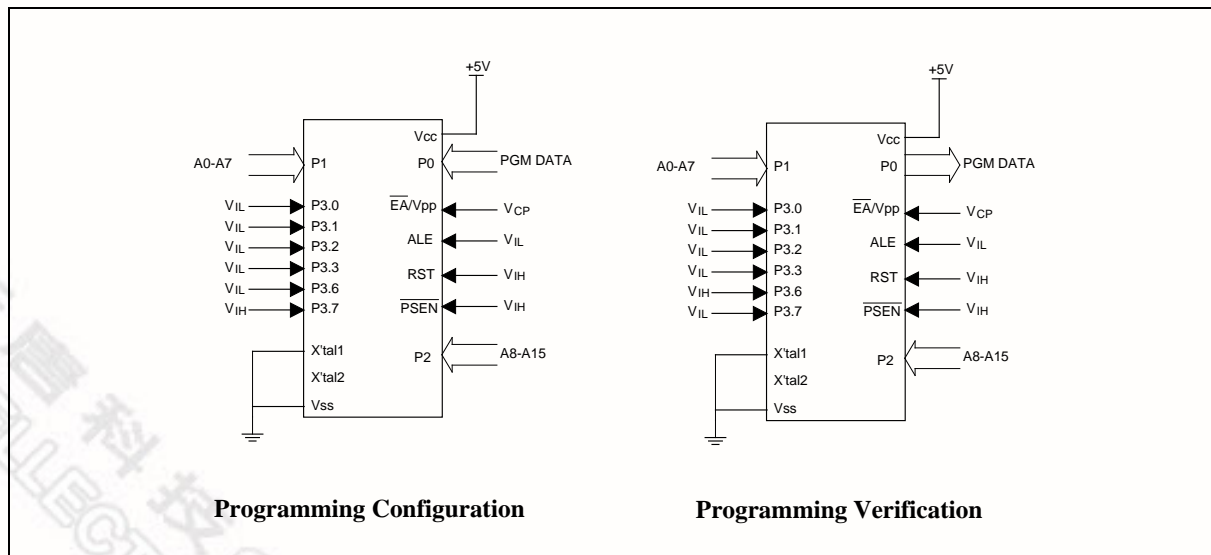 +5V
Vcc
A0-A7
P1
P0
PGM DATA
VIL
P3.0
EA/Vpp
VCP
VIL
P3.1
ALE
VIL
VIL
P3.2
VIL
P3.3
RST
VIH
VIL
P3.6
VIH
P3.7
PSEN
VIH
X'tal1
P2
A8-A15
X'tal2
Vss
Programming Configuration
+5V
Vcc
A0-A7
P1
P0
PGM DATA
VIL
P3.0
EA/Vpp
VCP
VIL
P3.1
ALE
VIL
VIL
P3.2
VIL
P3.3
RST
VIH
VIH
P3.6
VIL
P3.7
PSEN
VIH
X'tal1
P2
A8-A15
X'tal2
Vss
Programming Verification
唐科技